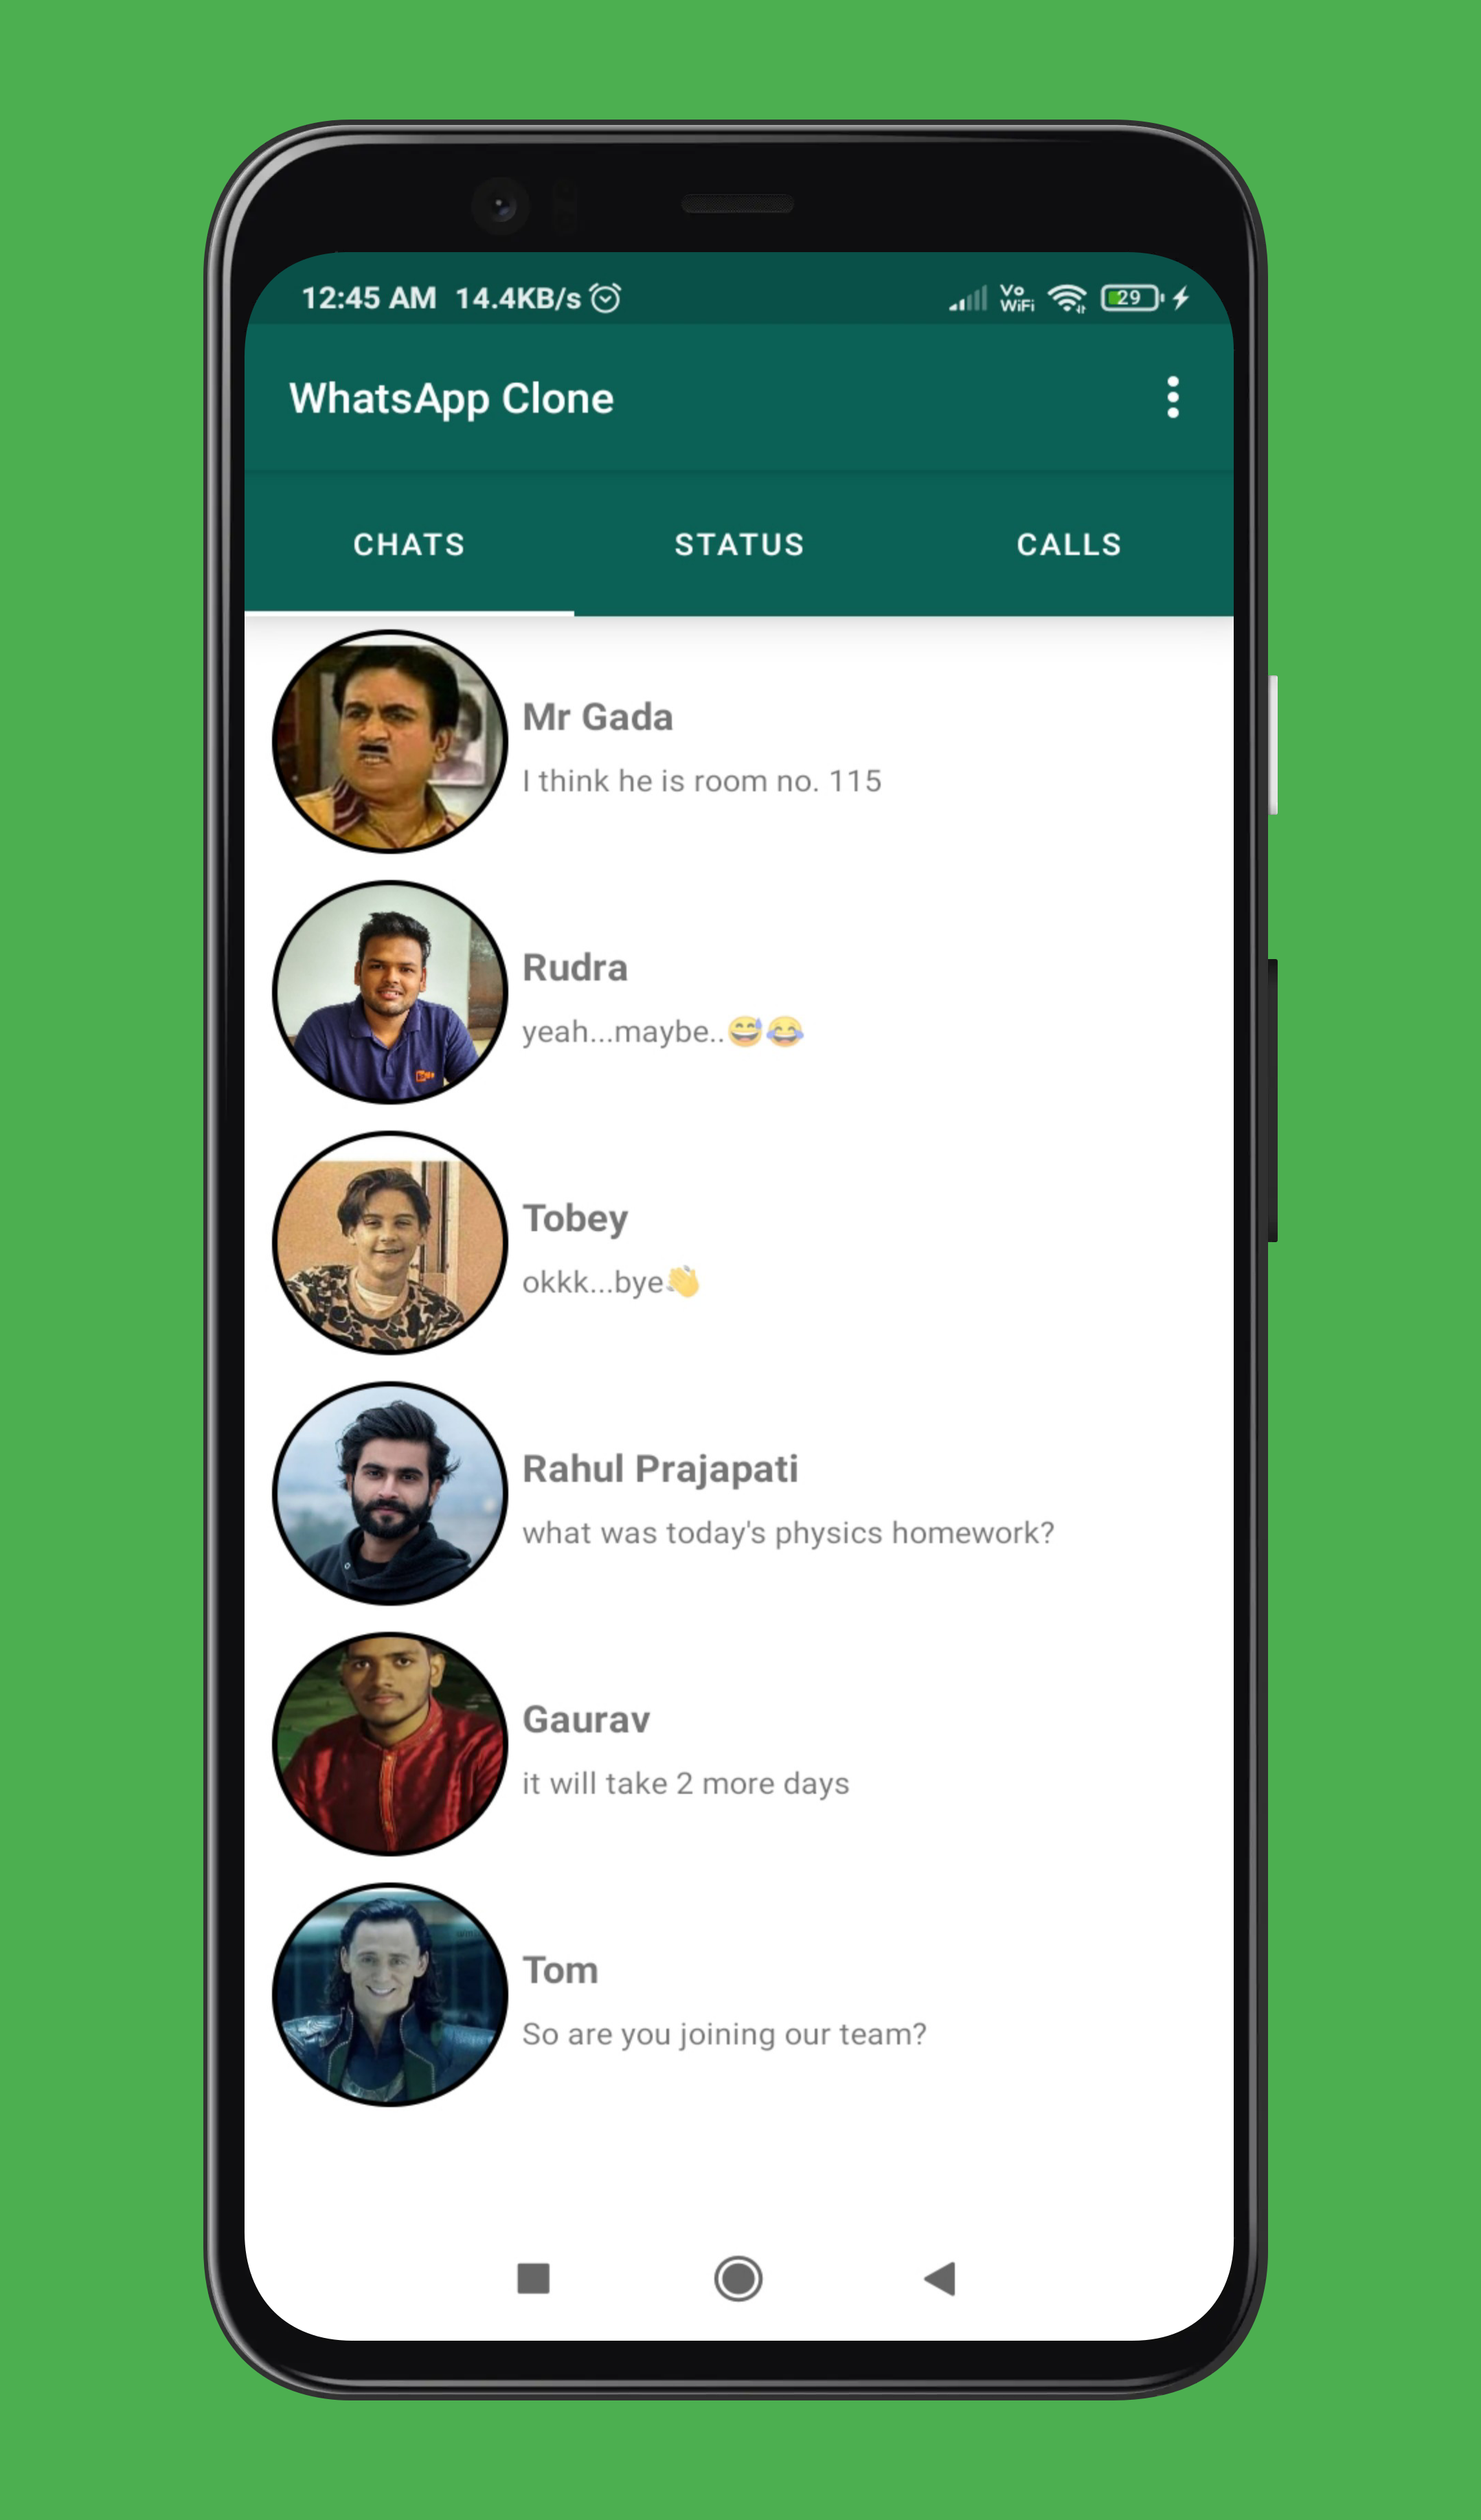 12:45 AM 14.4KB/s Vo WiFi 29
WhatsApp Clone
CHATS STATUS CALLS
Mr Gada
I think he is room no. 115
Rudra
yeah...maybe..😅😂
Tobey
okkk...bye👋
Rahul Prajapati
what was today's physics homework?
Gaurav
it will take 2 more days
Tom
So are you joining our team?